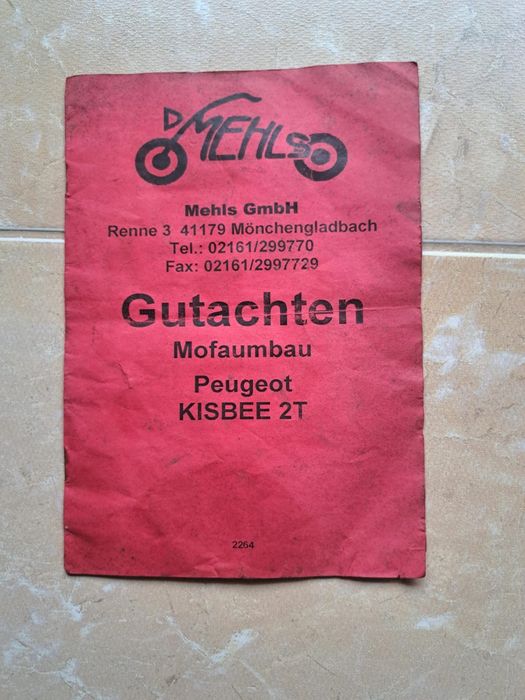 D MEHLS
Mehls GmbH
Renne 3 41179 Mönchengladbach
Tel.: 02161/299770
Fax: 02161/2997729
Gutachten
Mofaumbau
Peugeot
KISBEE 2T
2264